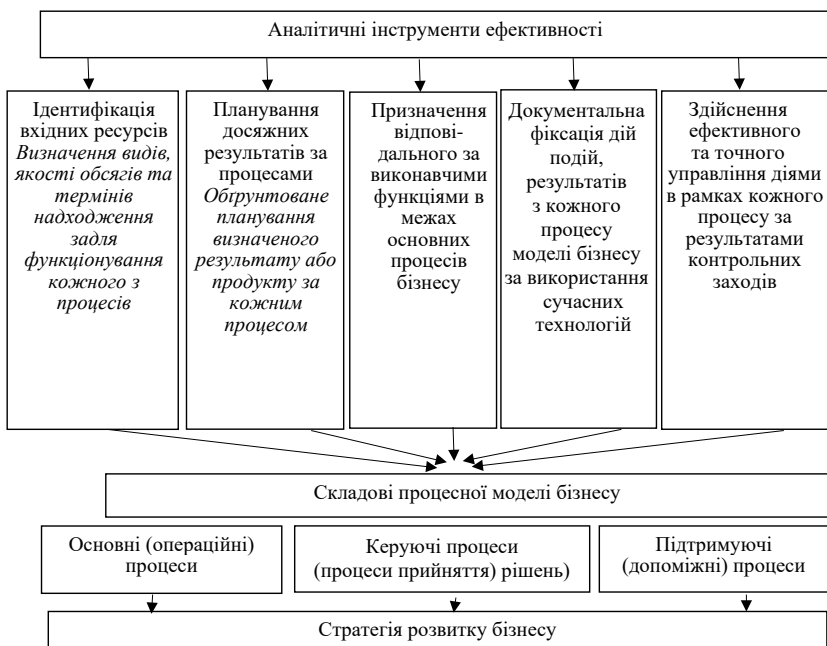 Аналітичні інструменти ефективності
Ідентифікація
вхідних ресурсів
Визначення видів,
якості обсягів та
термінів
надходження
задля
функціонування
кожного з
процесів
Планування
досяжних
результатів за
процесами
Обґрунтоване
планування
визначеного
результату або
продукту за
кожним
процесом
Призначення
відпові-
дального за
виконавчими
функціями в
межах
основних
процесів
бізнесу
Документальна
фіксація дій
подій,
результатів
з кожного
процесу
моделі бізнесу
за використання
сучасних
технологій
Здійснення
ефективного
та точного
управління діями
в рамках кожного
процесу за
результатами
контрольних
заходів
Складові процесної моделі бізнесу
Основні (операційні)
процеси
Керуючі процеси
(процеси прийняття) рішень)
Підтримуючі
(допоміжні) процеси
Стратегія розвитку бізнесу